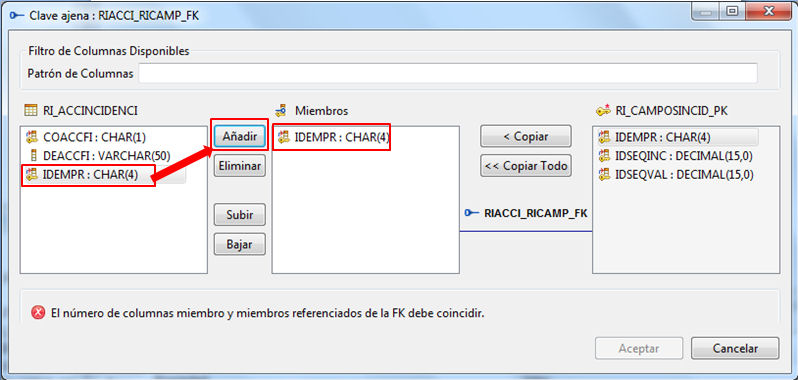 Clave ajena : RIACCI_RICAMP_FK
Filtro de Columnas Disponibles
Patrón de Columnas
RI_ACCINCIDENCI
COACCFI : CHAR(1)
DEACCFI : VARCHAR(50)
IDEMPR : CHAR(4)
Añadir
Eliminar
Subir
Bajar
Miembros
IDEMPR : CHAR(4)
< Copiar
<< Copiar Todo
RIACCI_RICAMP_FK
RI_CAMPOSINCID_PK
IDEMPR : CHAR(4)
IDSEQINC : DECIMAL(15,0)
IDSEQVAL : DECIMAL(15,0)
El número de columnas miembro y miembros referenciados de la FK debe coincidir.
Aceptar
Cancelar